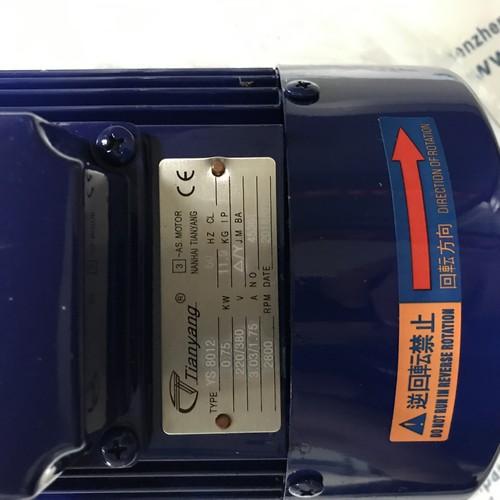 Tianyang®
3~AS MOTOR
NANHAI TIANYANG
CE
TYPE YS 8012 HZ CL
0.75 KW KG IP
220/380 V △/Y J.M BA
3.03/1.75 A NO
2800 RPM DATE
回転方向 DIRECTION OF ROTATION
逆回転禁止
DO NOT RUN IN REVERSE ROTATION